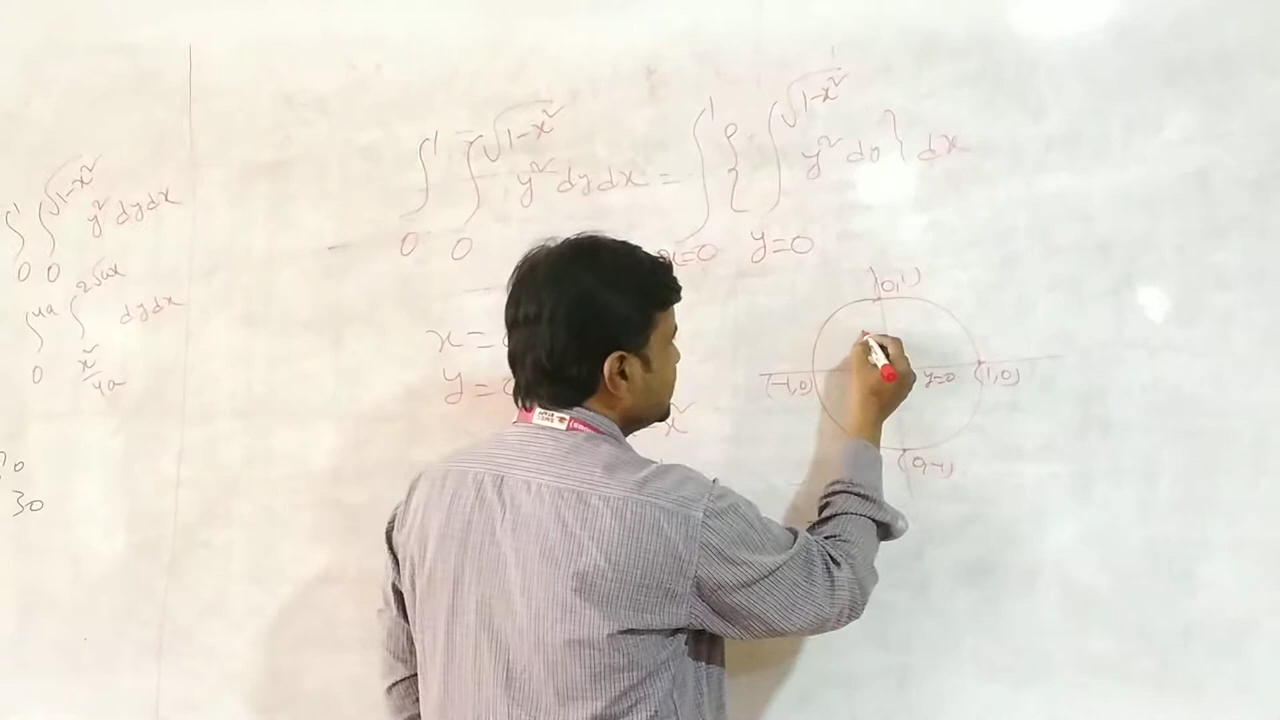 ∫₀¹ ∫₀^√(1-x²) y² dy dx
∫₀^4a ∫_(x²/4a)^(2√ax) dy dx
30
∫₀¹ ∫₀^√(1-x²) y² dy dx = ∫_(x=0)^1 { ∫_(y=0)^√(1-x²) y² dy } dx
x =
y =
- x²
(0,1)
(-1,0) y=0 (1,0)
(0,-1)